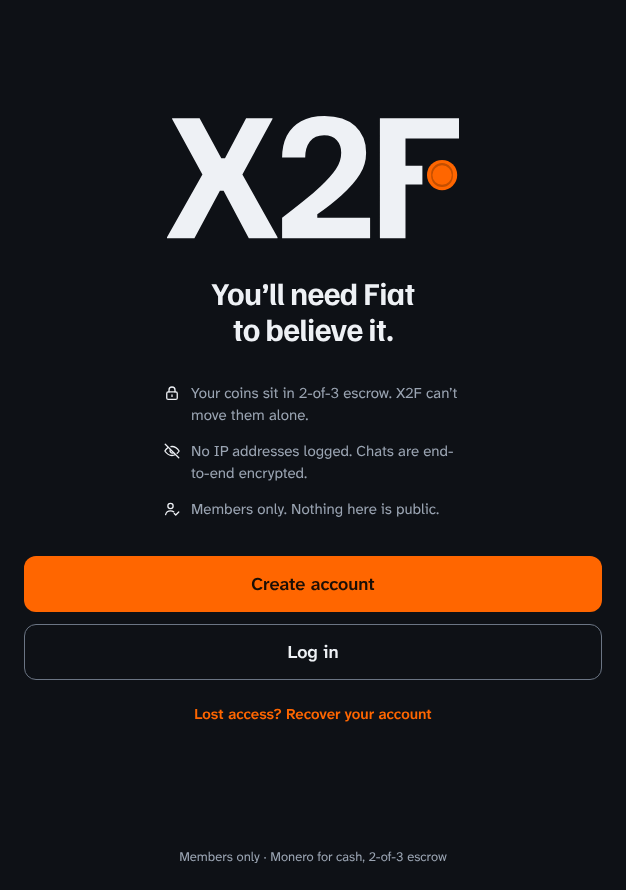 X2F
You’ll need Fiat
to believe it.
Your coins sit in 2-of-3 escrow. X2F can’t
move them alone.
No IP addresses logged. Chats are end-
to-end encrypted.
Members only. Nothing here is public.
Create account
Log in
Lost access? Recover your account
Members only · Monero for cash, 2-of-3 escrow